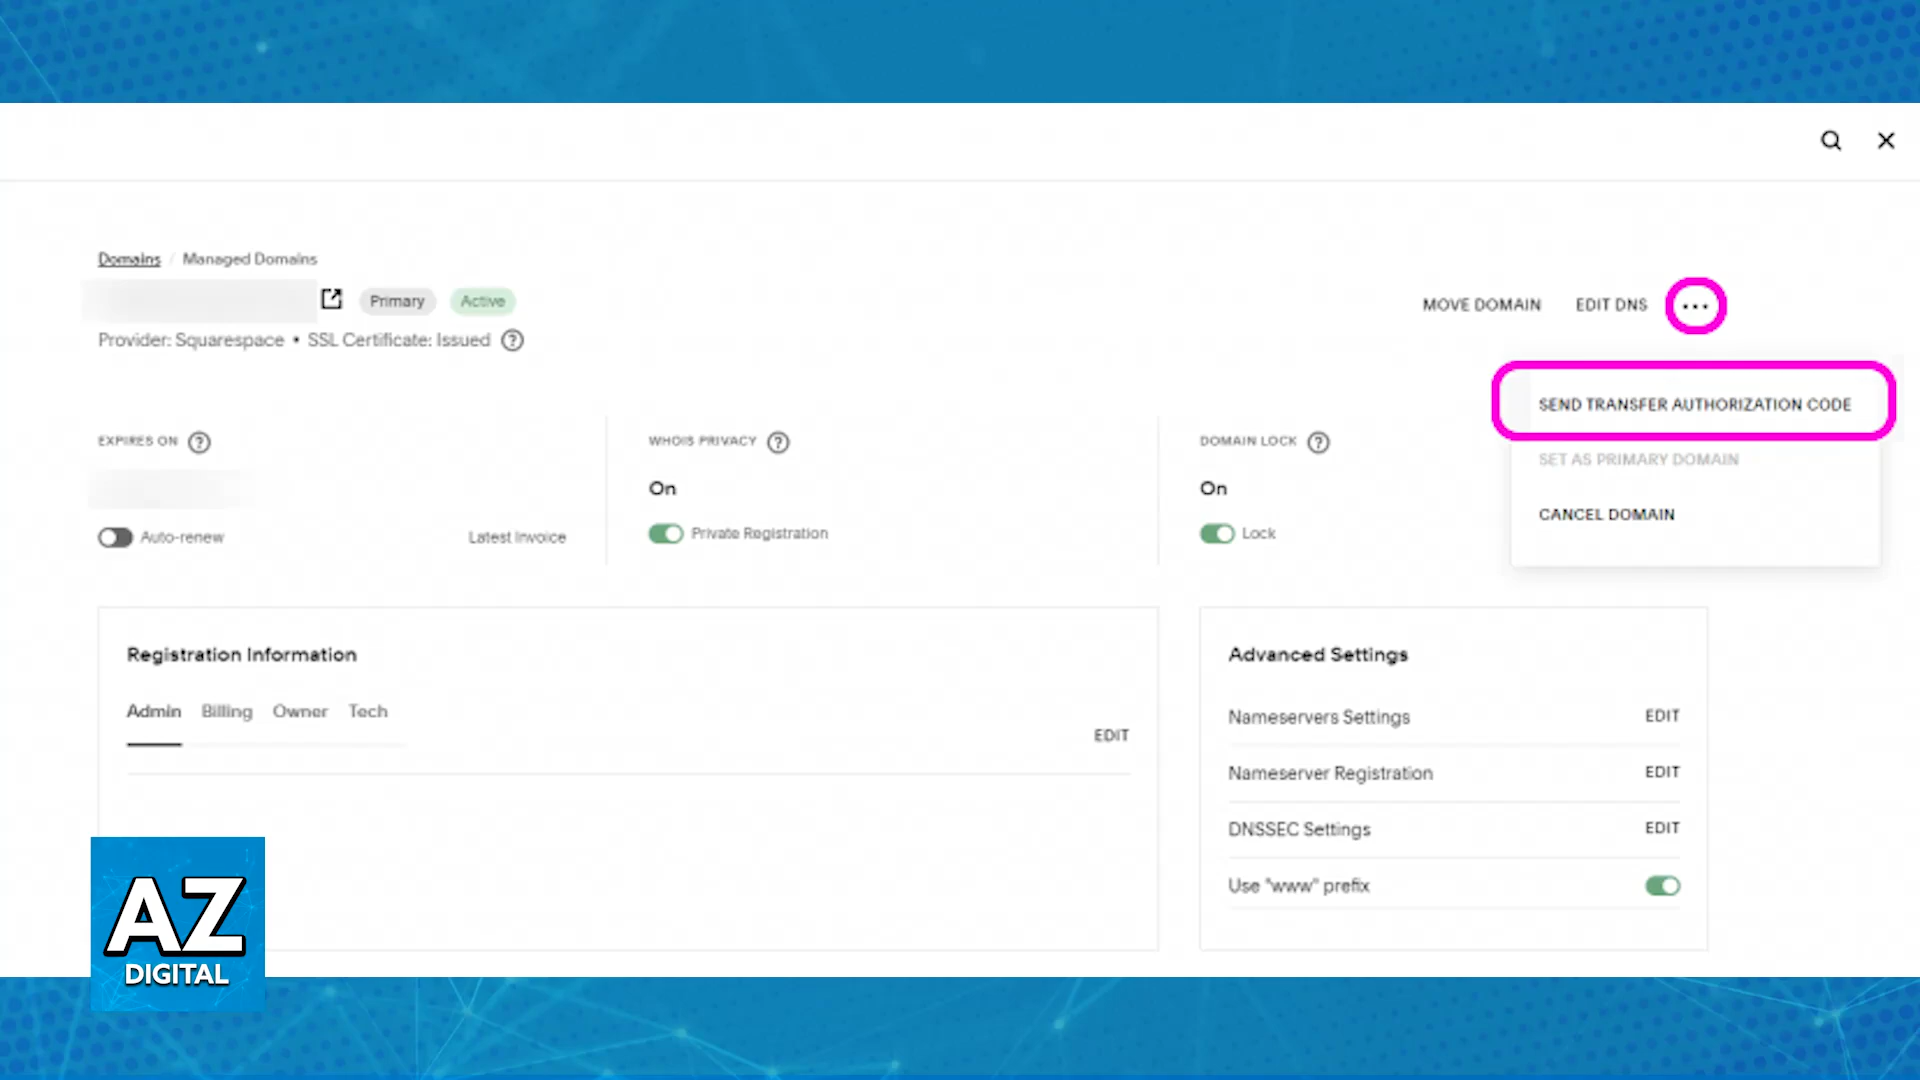 Domains / Managed Domains
Primary
Active
MOVE DOMAIN
EDIT DNS
Provider: Squarespace • SSL Certificate: Issued ?
SEND TRANSFER AUTHORIZATION CODE
SET AS PRIMARY DOMAIN
CANCEL DOMAIN
EXPIRES ON ?
Auto-renew
Latest Invoice
WHOIS PRIVACY ?
On
Private Registration
DOMAIN LOCK ?
On
Lock
Registration Information
Admin Billing Owner Tech
EDIT
Advanced Settings
Nameservers Settings EDIT
Nameserver Registration EDIT
DNSSEC Settings EDIT
Use "www" prefix
AZ
DIGITAL